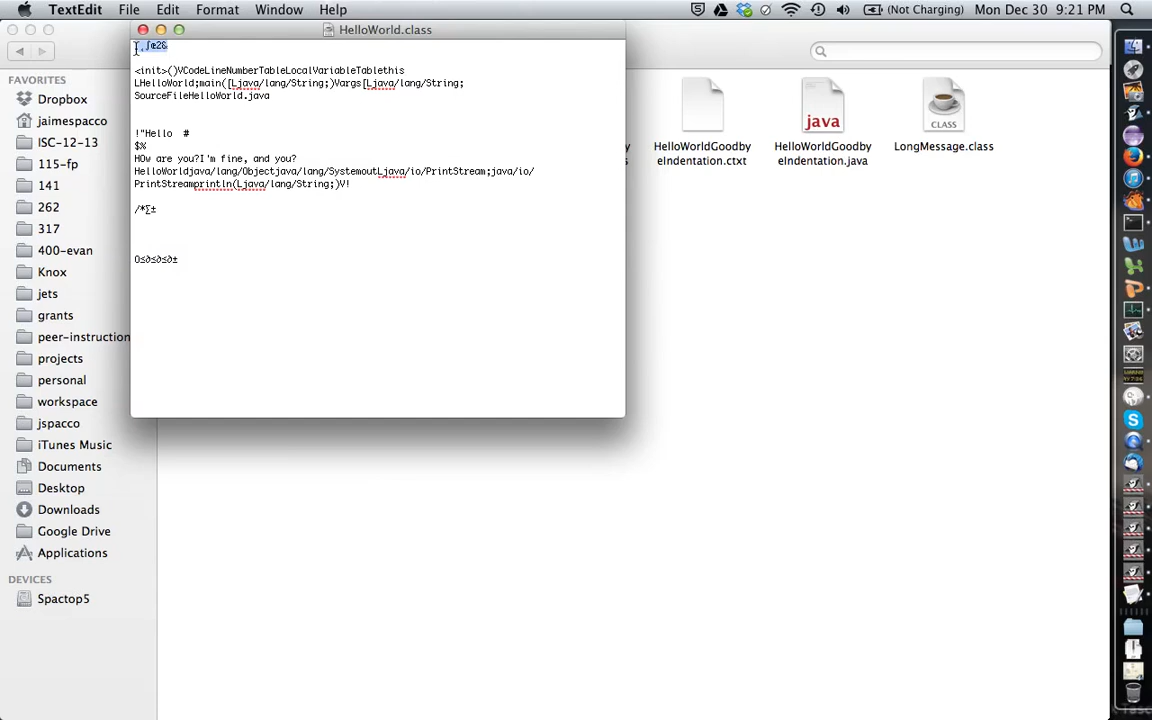 TextEdit File Edit Format Window Help (Not Charging) Mon Dec 30 9:21 PM
HelloWorld.class
<init>()VCodeLineNumberTableLocalVariableTablethis
LHelloWorld;main([Ljava/lang/String;)Vargs[Ljava/lang/String;
SourceFileHelloWorld.java
!"Hello #
$%
HOw are you?I'm fine, and you?
HelloWorldjava/lang/Objectjava/lang/SystemoutLjava/io/PrintStream;java/io/
PrintStreamprintln(Ljava/lang/String;)V!
/*∑±
0≤∂≤∂≤∂±
FAVORITES
Dropbox
jaimespacco
ISC-12-13
115-fp
141
262
317
400-evan
Knox
jets
grants
peer-instruction
projects
personal
workspace
jspacco
iTunes Music
Documents
Desktop
Downloads
Google Drive
Applications
DEVICES
Spactop5
HelloWorldGoodby
eIndentation.ctxt
java
HelloWorldGoodby
eIndentation.java
CLASS
LongMessage.class